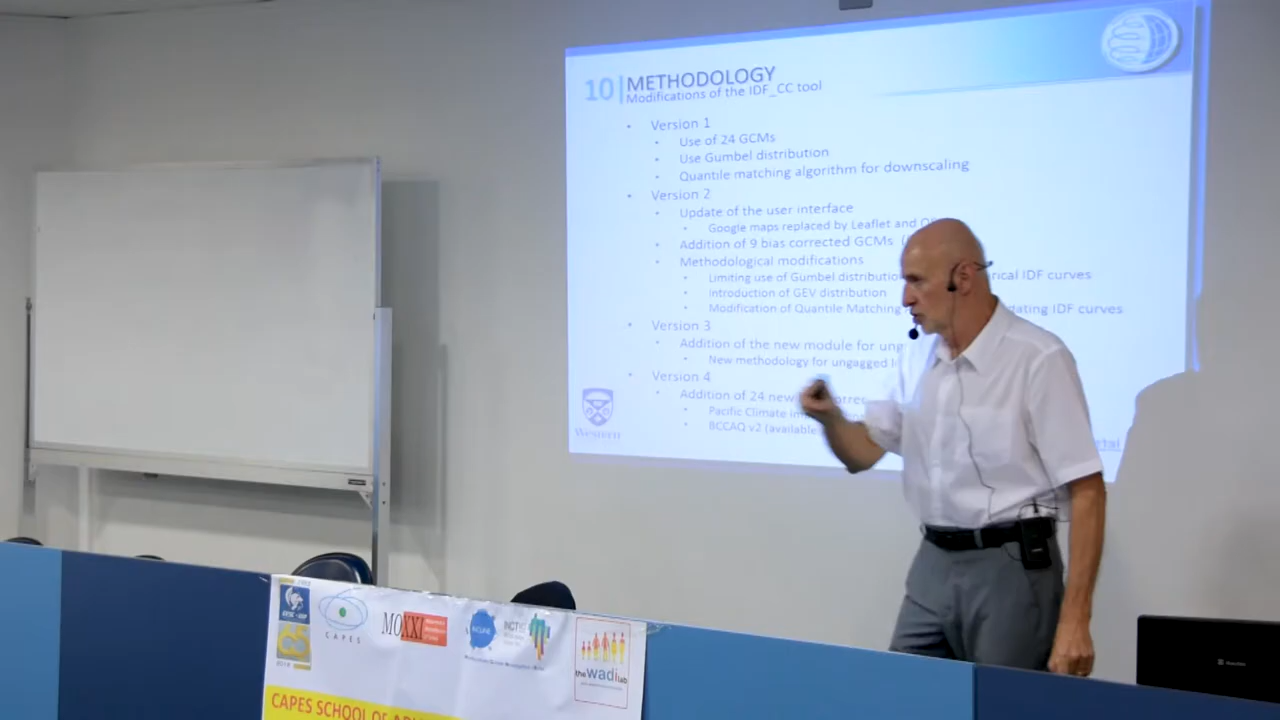 10 | METHODOLOGY
Modifications of the IDF_CC tool
• Version 1
• Use of 24 GCMs
• Use Gumbel distribution
• Quantile matching algorithm for downscaling
• Version 2
• Update of the user interface
• Google maps replaced by Leaflet and
• Addition of 9 bias corrected GCMs
• Methodological modifications
• Limiting use of Gumbel distributio rical IDF curves
• Introduction of GEV distribution
• Modification of Quantile Matching gating IDF curves
• Version 3
• Addition of the new module for ung
• New methodology for ungagged l
• Version 4
• Addition of 24 new
• Pacific Climate im
• BCCAQ v2 (available
Western
CAPES
MOXXI
the wadi lab
CAPES SCHOOL OF